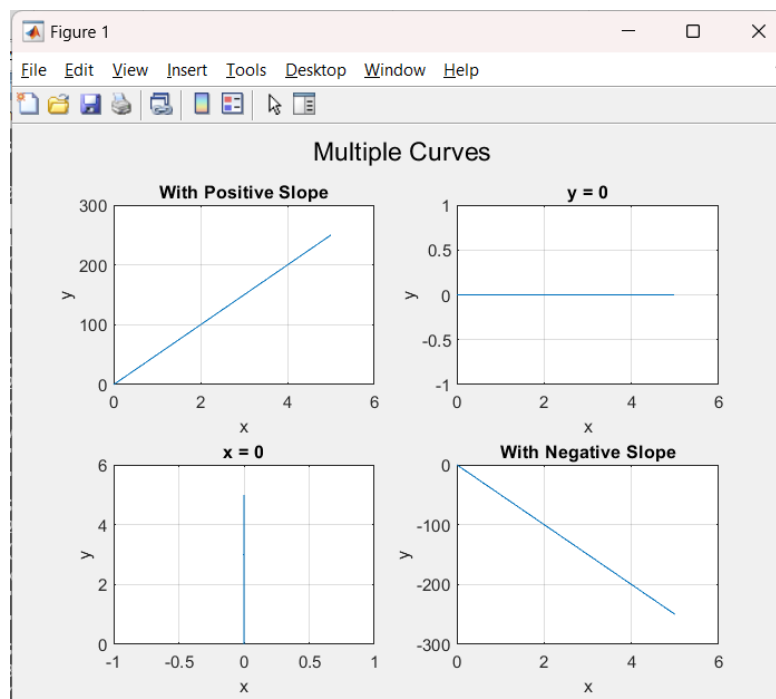 Figure 1
File Edit View Insert Tools Desktop Window Help
Multiple Curves
With Positive Slope
300
200
100
0
y
0 2 4 6
x
y = 0
1
0.5
0
-0.5
-1
y
0 2 4 6
x
x = 0
6
4
2
0
y
-1 -0.5 0 0.5 1
x
With Negative Slope
0
-100
-200
-300
y
0 2 4 6
x